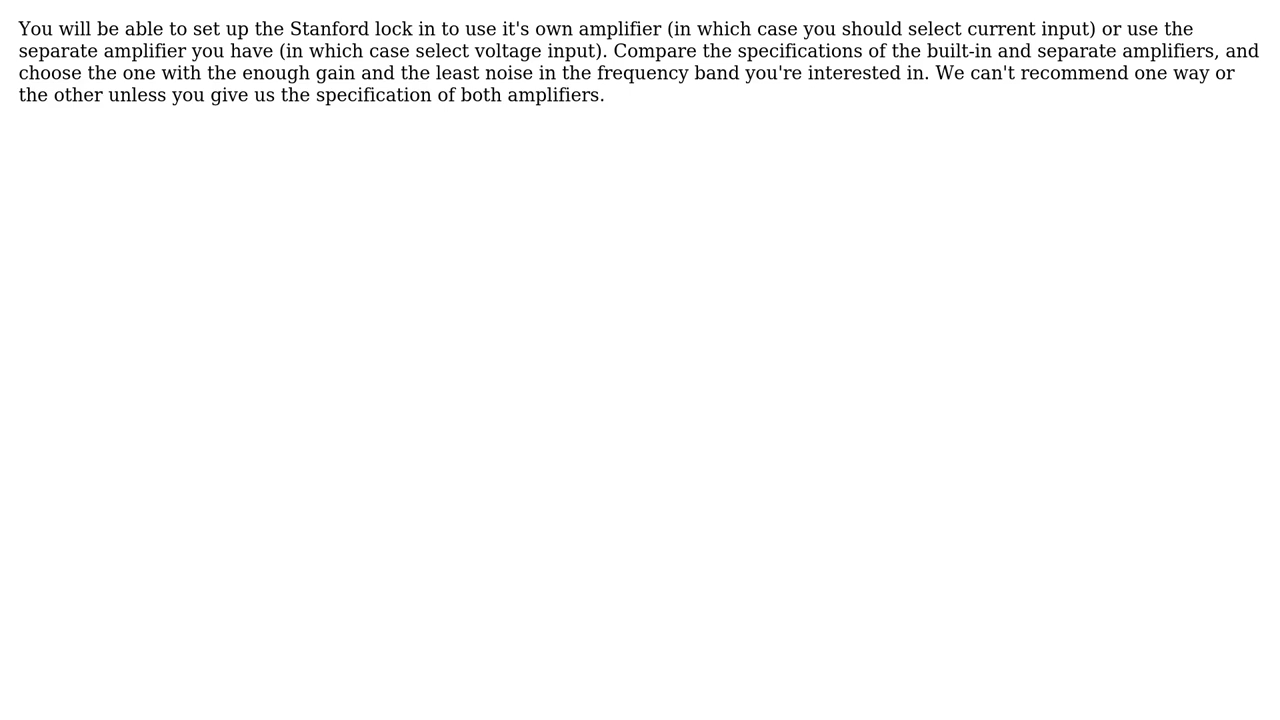 You will be able to set up the Stanford lock in to use it's own amplifier (in which case you should select current input) or use the
separate amplifier you have (in which case select voltage input). Compare the specifications of the built-in and separate amplifiers, and
choose the one with the enough gain and the least noise in the frequency band you're interested in. We can't recommend one way or
the other unless you give us the specification of both amplifiers.